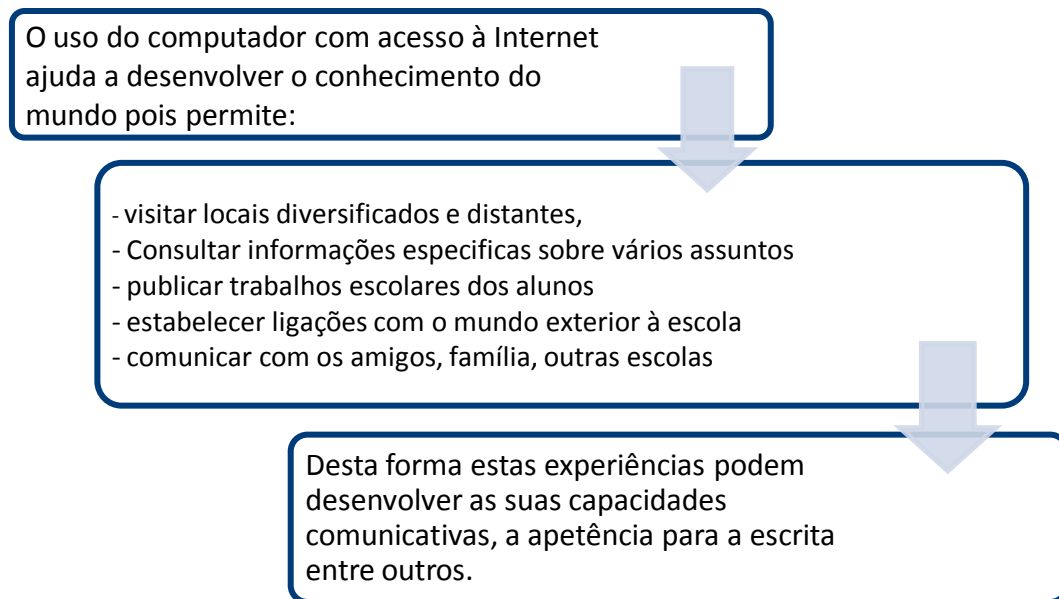 O uso do computador com acesso à Internet
ajuda a desenvolver o conhecimento do
mundo pois permite:
- visitar locais diversificados e distantes,
- Consultar informações especificas sobre vários assuntos
- publicar trabalhos escolares dos alunos
- estabelecer ligações com o mundo exterior à escola
- comunicar com os amigos, família, outras escolas
Desta forma estas experiências podem
desenvolver as suas capacidades
comunicativas, a apetência para a escrita
entre outros.